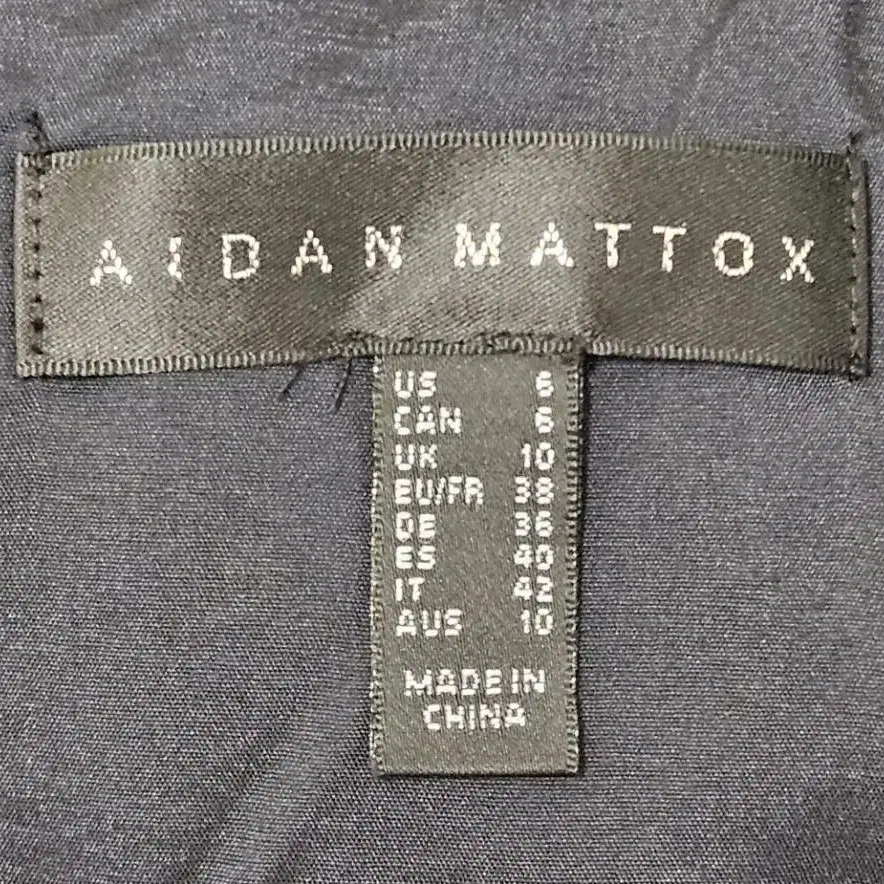 AIDAN MATTOX
US 6
CAN 6
UK 10
EU/FR 38
DE 36
ES 40
IT 42
AUS 10
MADE IN
CHINA